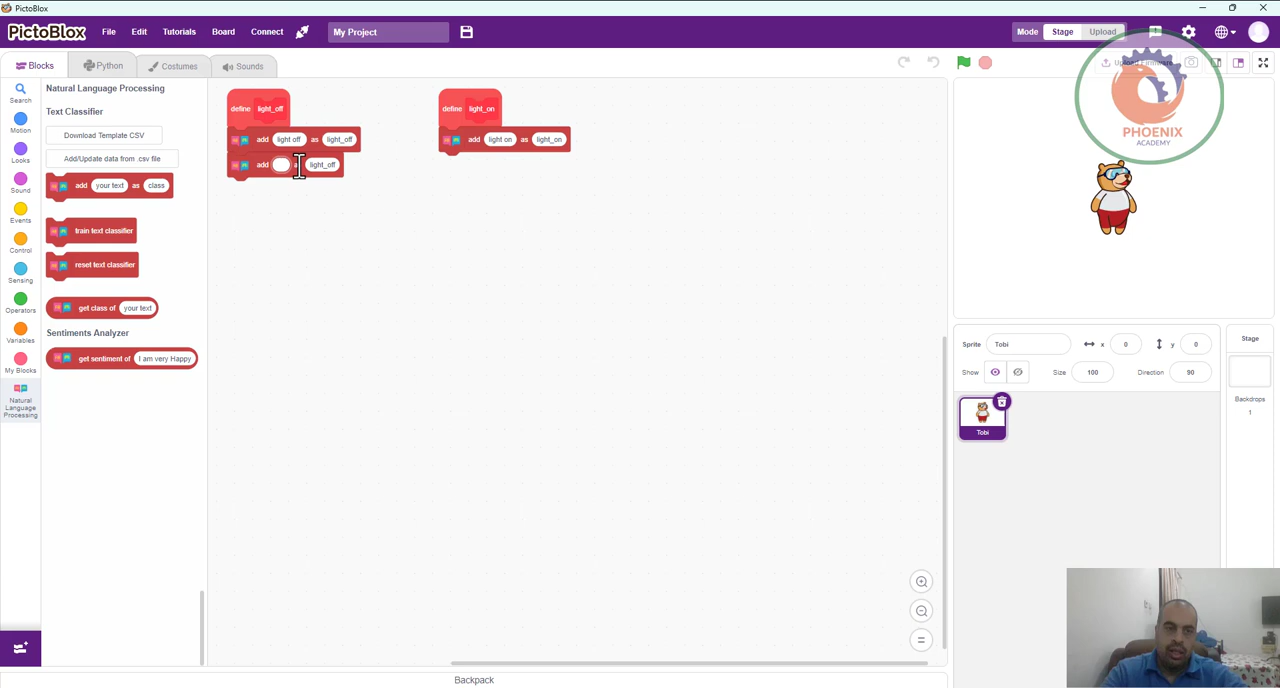 PictoBlox
PictoBlox File Edit Tutorials Board Connect My Project Mode Stage Upload
Blocks Python Costumes Sounds Upload Firmware
Search
Motion
Looks
Sound
Events
Control
Sensing
Operators
Variables
My Blocks
Natural
Language
Processing
Natural Language Processing
Text Classifier
Download Template CSV
Add/Update data from .csv file
add your text as class
train text classifier
reset text classifier
get class of your text
Sentiments Analyzer
get sentiment of I am very Happy
define light_off
add light off as light_off
add light_off
define light_on
add light on as light_on
PHOENIX
ACADEMY
Sprite Tobi x 0 y 0
Show Size 100 Direction 90
Tobi
Stage
Backdrops
1
Backpack